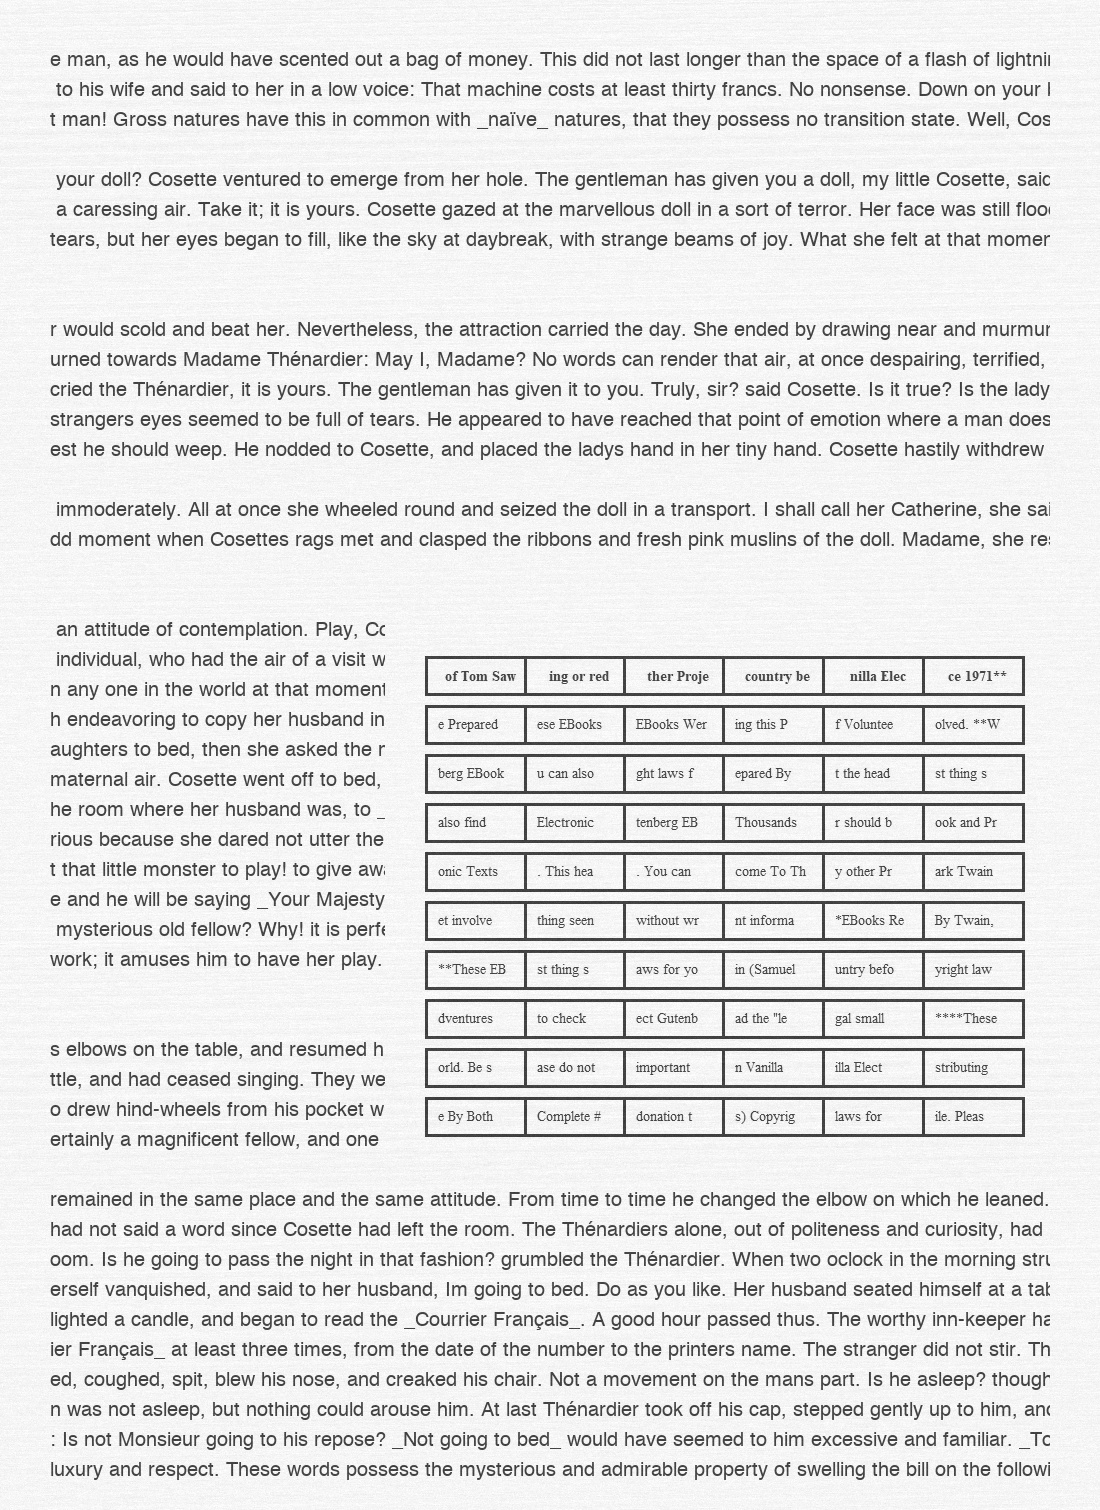 e man, as he would have scented out a bag of money. This did not last longer than the space of a flash of lightnin
to his wife and said to her in a low voice: That machine costs at least thirty francs. No nonsense. Down on your
t man! Gross natures have this in common with _naïve_ natures, that they possess no transition state. Well, Cos
your doll? Cosette ventured to emerge from her hole. The gentleman has given you a doll, my little Cosette, said
a caressing air. Take it; it is yours. Cosette gazed at the marvellous doll in a sort of terror. Her face was still flood
tears, but her eyes began to fill, like the sky at daybreak, with strange beams of joy. What she felt at that momen
r would scold and beat her. Nevertheless, the attraction carried the day. She ended by drawing near and murmur
urned towards Madame Thénardier: May I, Madame? No words can render that air, at once despairing, terrified,
cried the Thénardier, it is yours. The gentleman has given it to you. Truly, sir? said Cosette. Is it true? Is the lady
strangers eyes seemed to be full of tears. He appeared to have reached that point of emotion where a man does
est he should weep. He nodded to Cosette, and placed the ladys hand in her tiny hand. Cosette hastily withdrew
immoderately. All at once she wheeled round and seized the doll in a transport. I shall call her Catherine, she sai
dd moment when Cosettes rags met and clasped the ribbons and fresh pink muslins of the doll. Madame, she res
an attitude of contemplation. Play, Co
individual, who had the air of a visit w
n any one in the world at that moment
h endeavoring to copy her husband in
aughters to bed, then she asked the
maternal air. Cosette went off to bed,
he room where her husband was, to _
rious because she dared not utter the
t that little monster to play! to give awa
e and he will be saying _Your Majesty
mysterious old fellow? Why! it is perfe
work; it amuses him to have her play.
s elbows on the table, and resumed h
ttle, and had ceased singing. They we
o drew hind-wheels from his pocket w
ertainly a magnificent fellow, and one
of Tom Saw ing or red ther Proje country be nilla Elec ce 1971**
e Prepared ese EBooks EBooks Wer ing this P f Voluntee olved. **W
berg EBook u can also ght laws f epared By t the head st thing s
also find Electronic tenberg EB Thousands r should b ook and Pr
onic Texts . This hea . You can come To Th y other Pr ark Twain
et involve thing seen without wr nt informa *EBooks Re By Twain,
**These EB st thing s aws for yo in (Samuel untry befo yright law
dventures to check ect Gutenb ad the "le gal small ****These
orld. Be s ase do not important n Vanilla illa Elect stributing
e By Both Complete # donation t s) Copyrig laws for ile. Pleas
remained in the same place and the same attitude. From time to time he changed the elbow on which he leaned.
had not said a word since Cosette had left the room. The Thénardiers alone, out of politeness and curiosity, had
oom. Is he going to pass the night in that fashion? grumbled the Thénardier. When two oclock in the morning stru
erself vanquished, and said to her husband, Im going to bed. Do as you like. Her husband seated himself at a tab
lighted a candle, and began to read the _Courrier Français_. A good hour passed thus. The worthy inn-keeper ha
ier Français_ at least three times, from the date of the number to the printers name. The stranger did not stir. Th
ed, coughed, spit, blew his nose, and creaked his chair. Not a movement on the mans part. Is he asleep? though
n was not asleep, but nothing could arouse him. At last Thénardier took off his cap, stepped gently up to him, and
: Is not Monsieur going to his repose? _Not going to bed_ would have seemed to him excessive and familiar. _To
luxury and respect. These words possess the mysterious and admirable property of swelling the bill on the followi